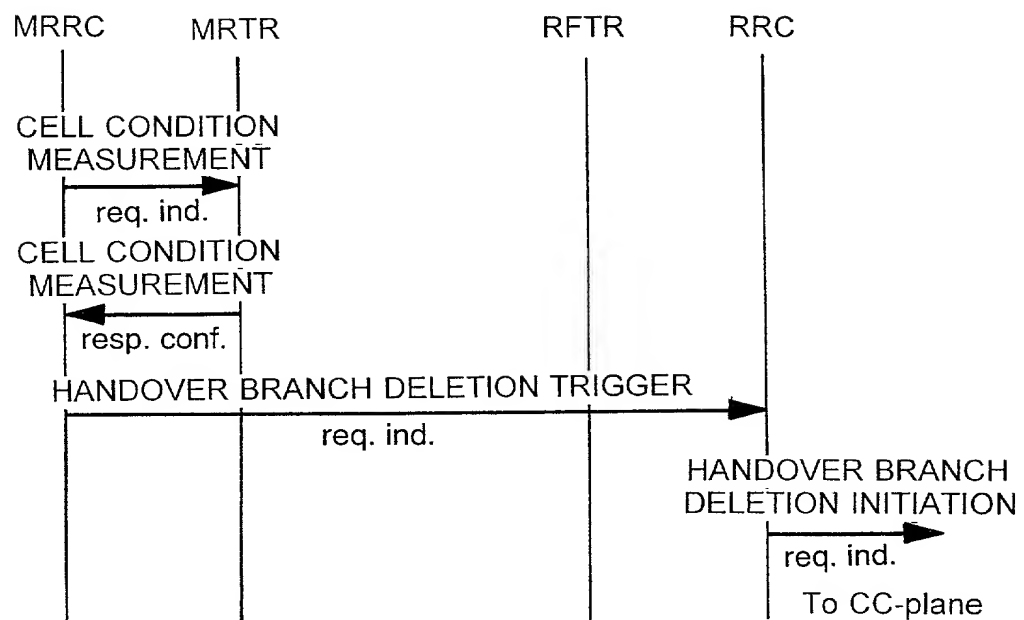 MRRC MRTR RFTR RRC
CELL CONDITION
MEASUREMENT
req. ind.
CELL CONDITION
MEASUREMENT
resp. conf.
HANDOVER BRANCH DELETION TRIGGER
req. ind.
HANDOVER BRANCH
DELETION INITIATION
req. ind.
To CC-plane